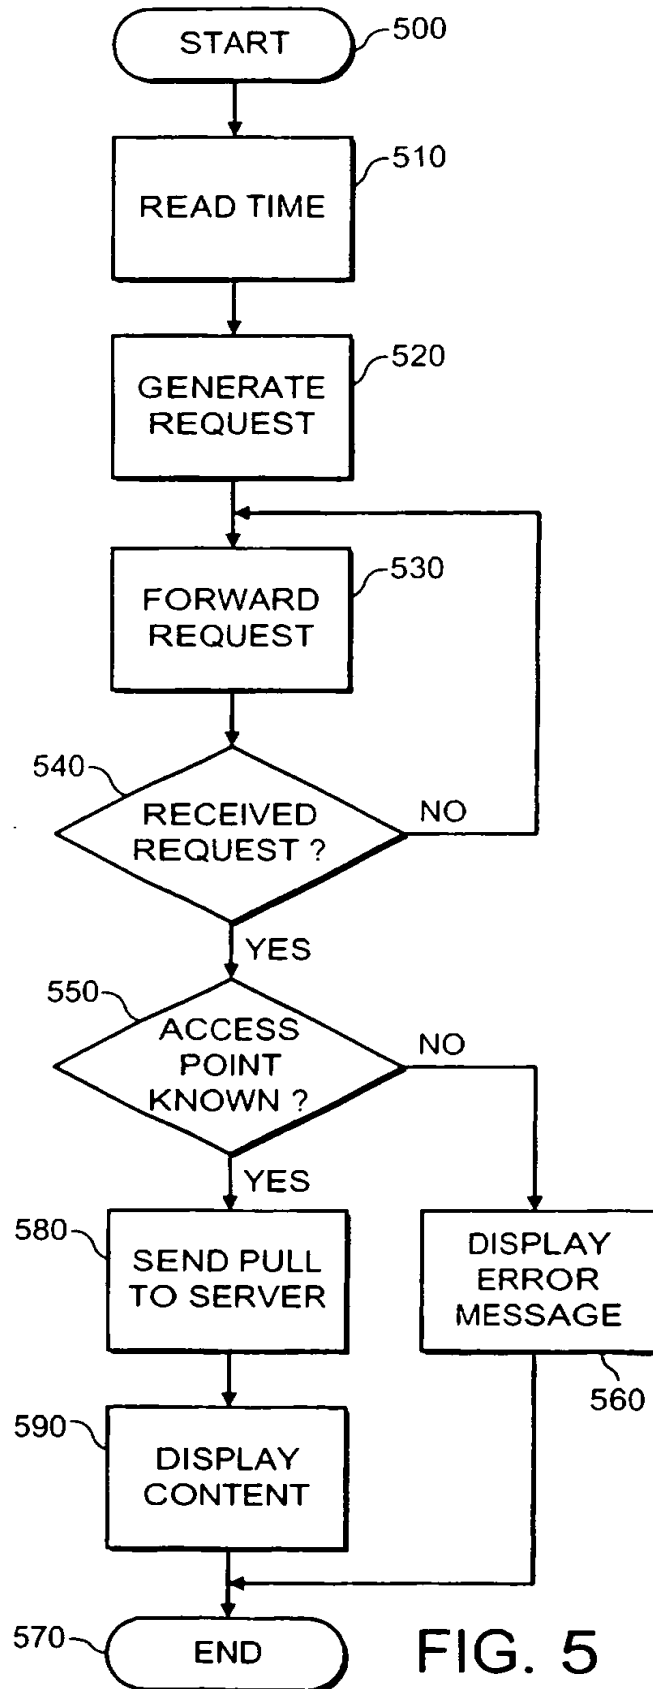 START
500
510
READ TIME
520
GENERATE
REQUEST
530
FORWARD
REQUEST
540
RECEIVED
REQUEST ?
NO
YES
550
ACCESS
POINT
KNOWN ?
NO
YES
580
SEND PULL
TO SERVER
DISPLAY
ERROR
MESSAGE
560
590
DISPLAY
CONTENT
570
END
FIG. 5